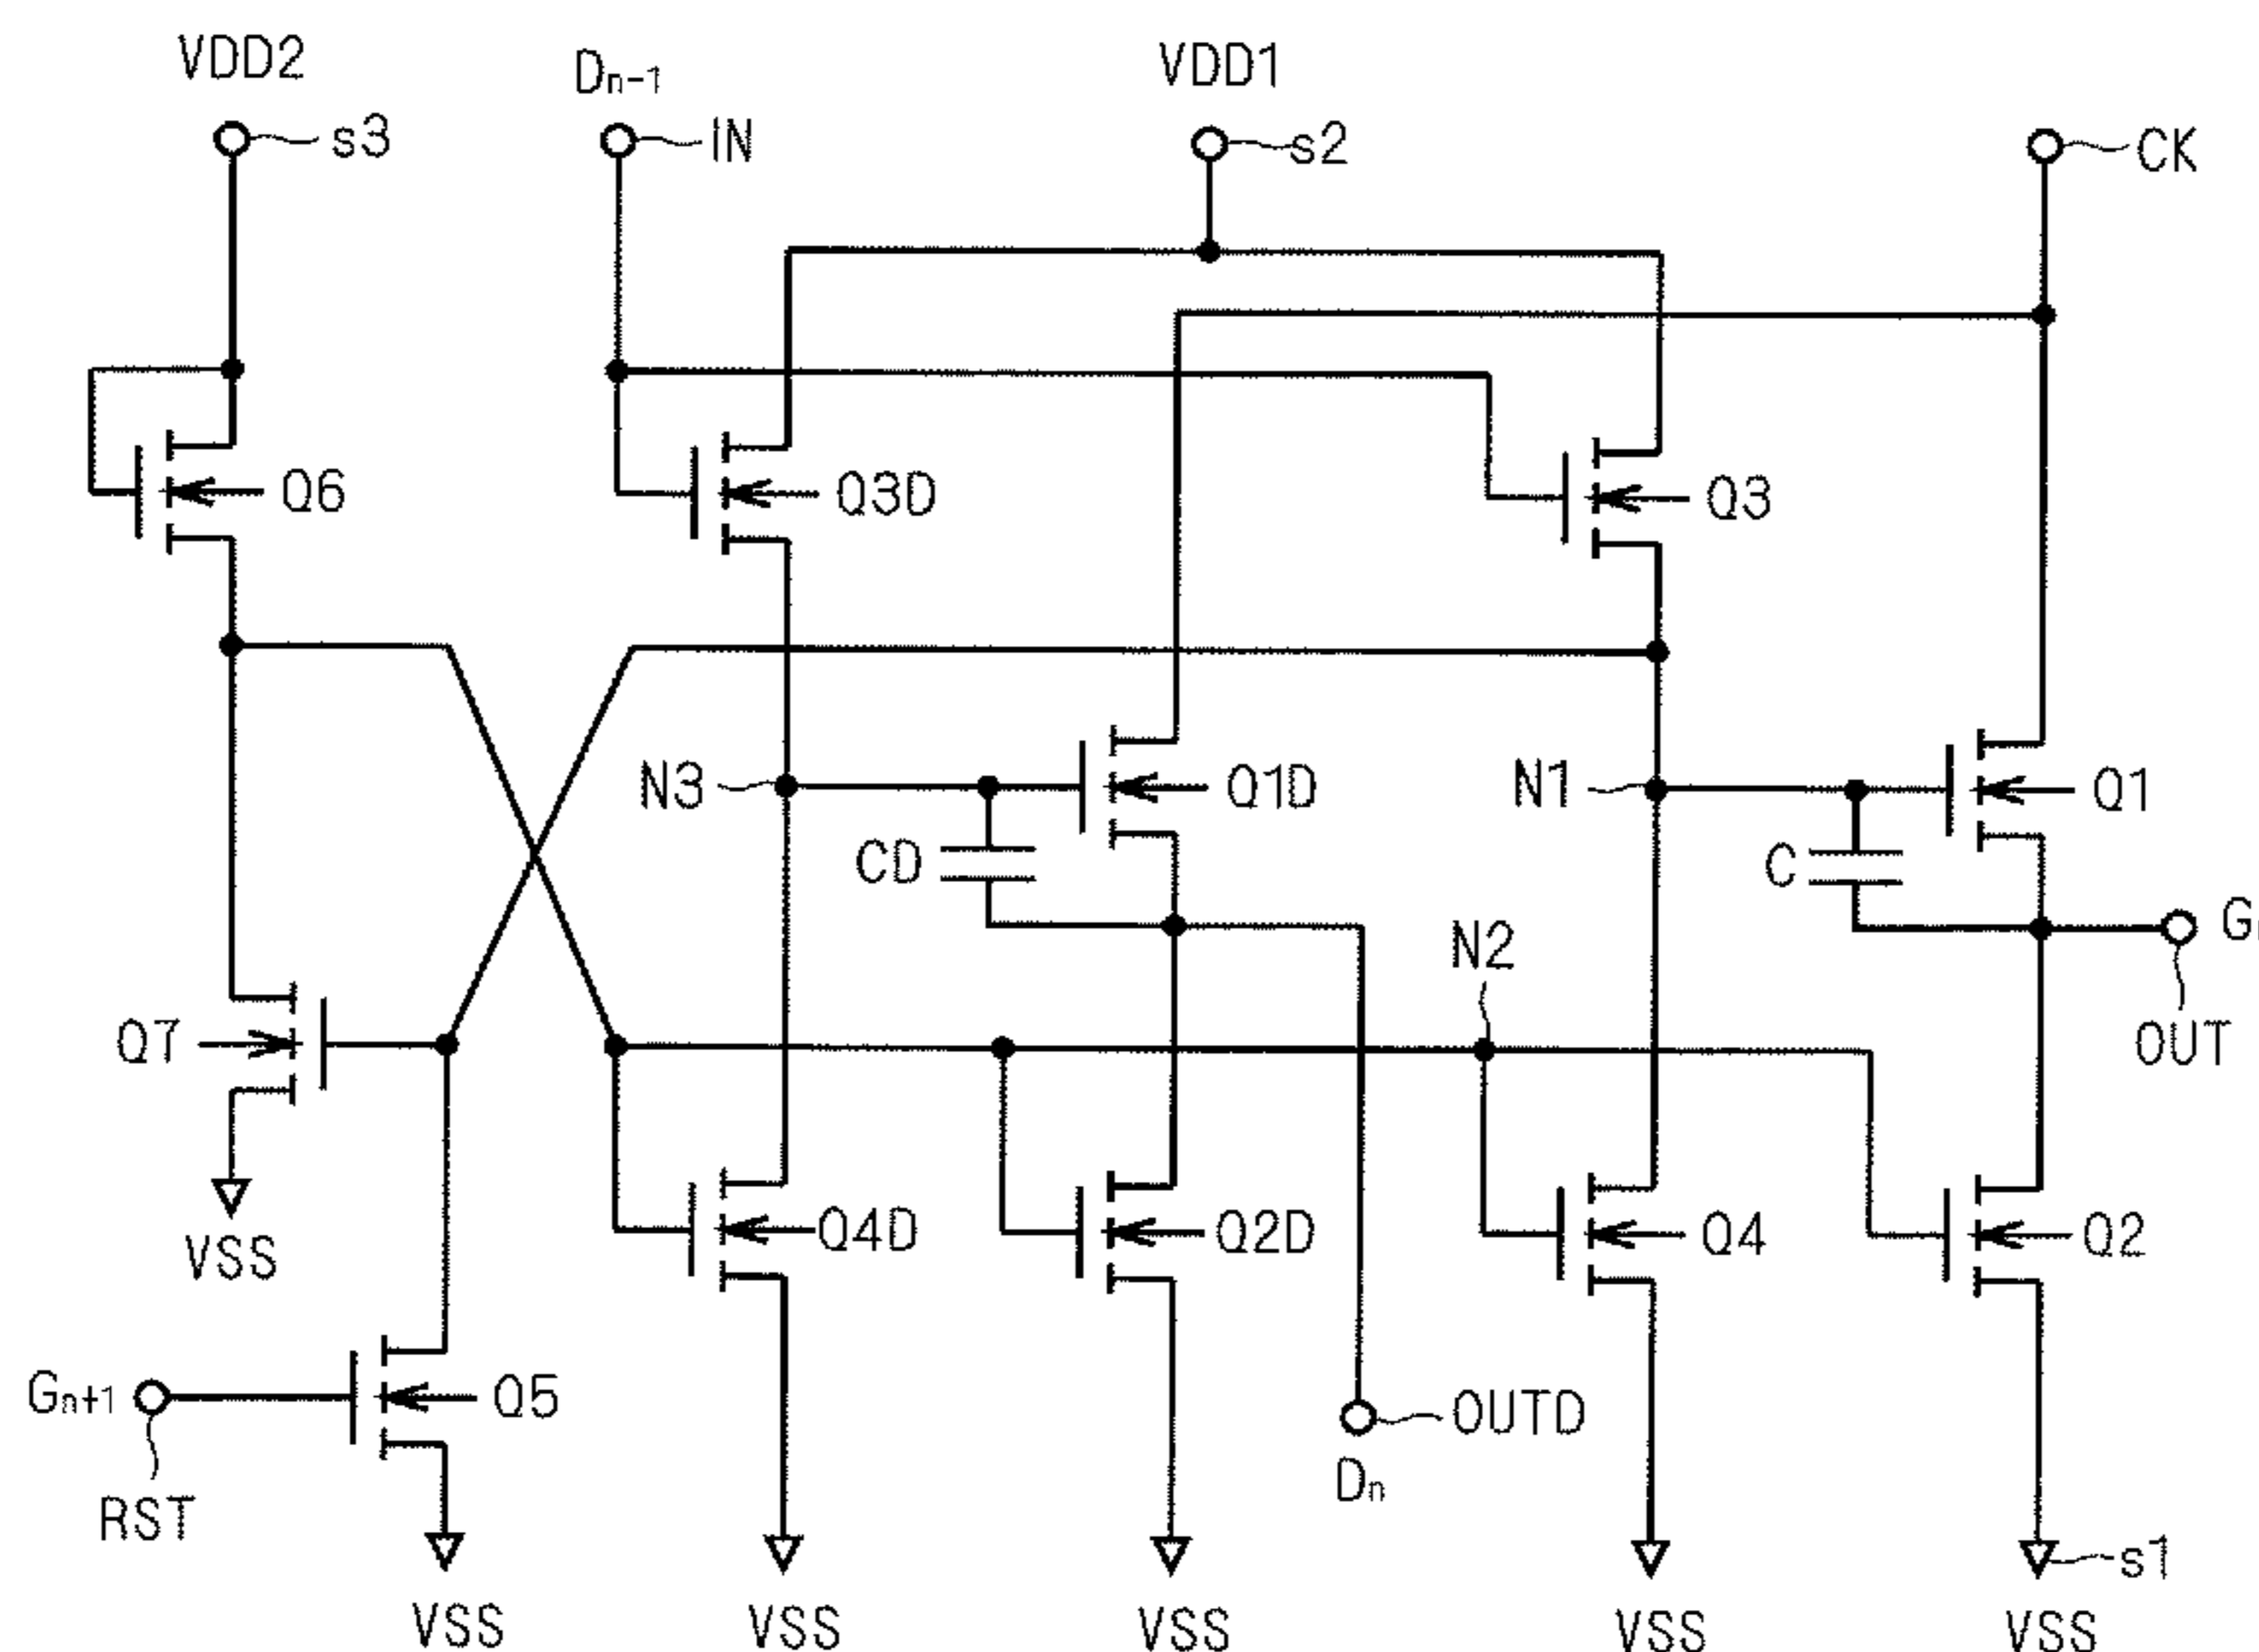 VDD2
Dn-1
VDD1
s3
IN
s2
CK
Q6
Q3D
Q3
N3
Q1D
N1
Q1
CD
C
N2
OUT
Q7
VSS
Q4D
Q2D
Q4
Q2
Gn+1
Q5
OUTD
RST
Dn
s1
VSS
VSS
VSS
VSS
VSS